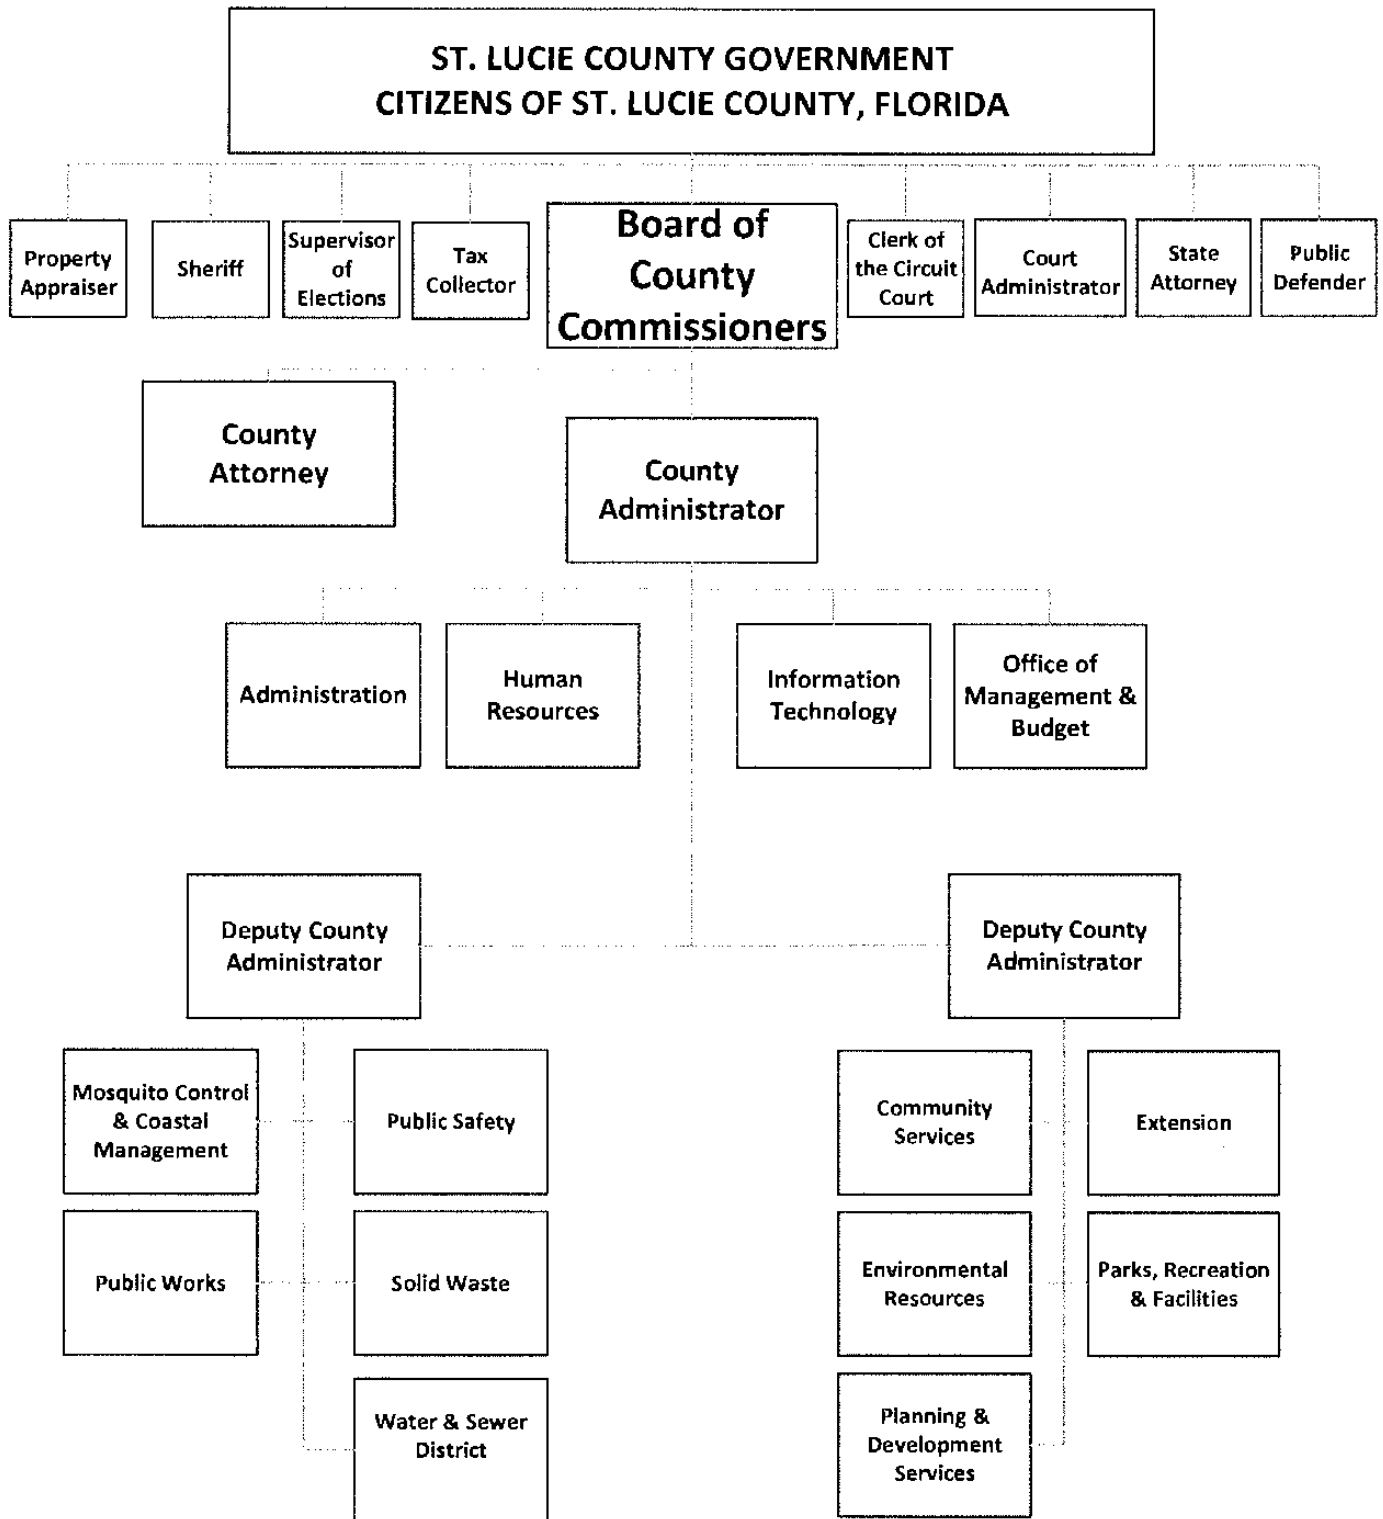 ST. LUCIE COUNTY GOVERNMENT
CITIZENS OF ST. LUCIE COUNTY, FLORIDA
Property
Appraiser
Sheriff
Supervisor
of
Elections
Tax
Collector
Board of
County
Commissioners
Clerk of
the Circuit
Court
Court
Administrator
State
Attorney
Public
Defender
County
Attorney
County
Administrator
Administration
Human
Resources
Information
Technology
Office of
Management &
Budget
Deputy County
Administrator
Deputy County
Administrator
Mosquito Control
& Coastal
Management
Public Safety
Community
Services
Extension
Public Works
Solid Waste
Environmental
Resources
Parks, Recreation
& Facilities
Water & Sewer
District
Planning &
Development
Services